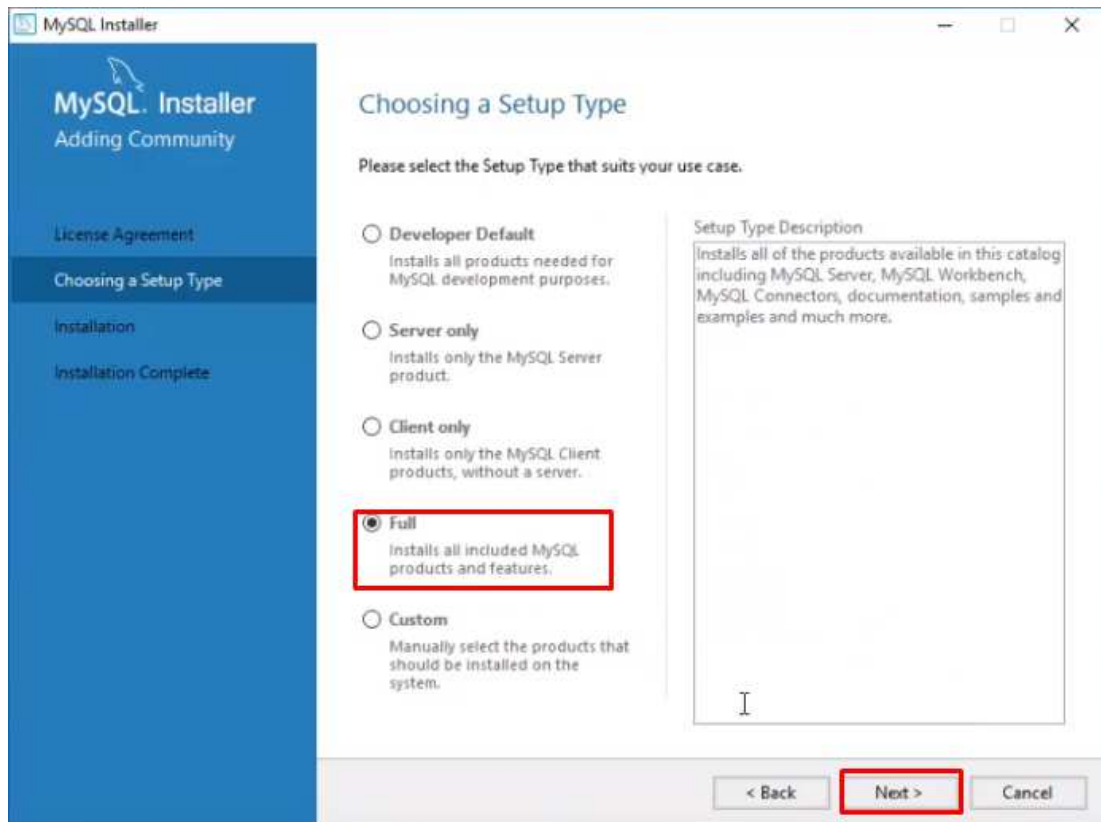 MySQL Installer
MySQL. Installer
Adding Community
License Agreement
Choosing a Setup Type
Installation
Installation Complete
Choosing a Setup Type
Please select the Setup Type that suits your use case.
Developer Default
Installs all products needed for
MySQL development purposes.
Server only
Installs only the MySQL Server
product.
Client only
Installs only the MySQL Client
products, without a server.
Full
Installs all included MySQL
products and features.
Custom
Manually select the products that
should be installed on the
system.
Setup Type Description
Installs all of the products available in this catalog
including MySQL Server, MySQL Workbench,
MySQL Connectors, documentation, samples and
examples and much more.
< Back
Next >
Cancel